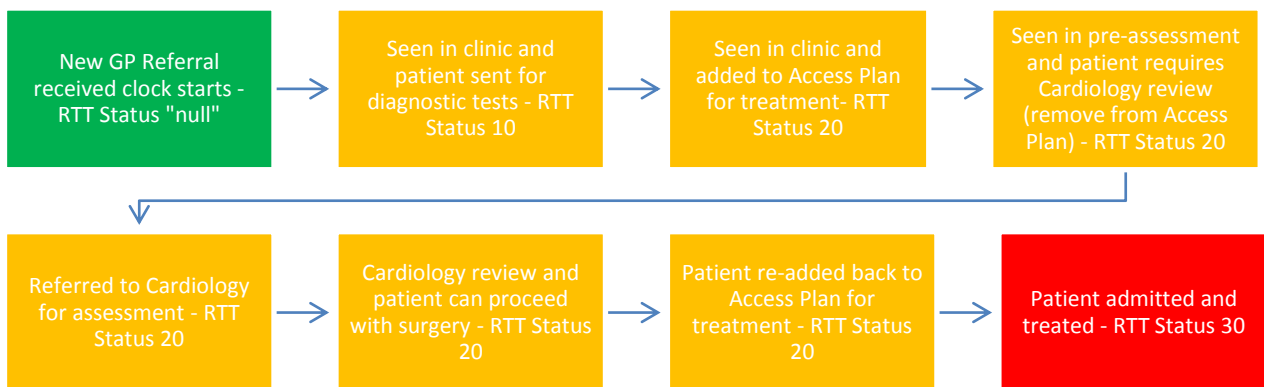 New GP Referral
received clock starts -
RTT Status "null"
Seen in clinic and
patient sent for
diagnostic tests - RTT
Status 10
Seen in clinic and
added to Access Plan
for treatment- RTT
Status 20
Seen in pre-assessment
and patient requires
Cardiology review
(remove from Access
Plan) - RTT Status 20
Referred to Cardiology
for assessment - RTT
Status 20
Cardiology review and
patient can proceed
with surgery - RTT Status
20
Patient re-added back to
Access Plan for
treatment - RTT Status
20
Patient admitted and
treated - RTT Status 30